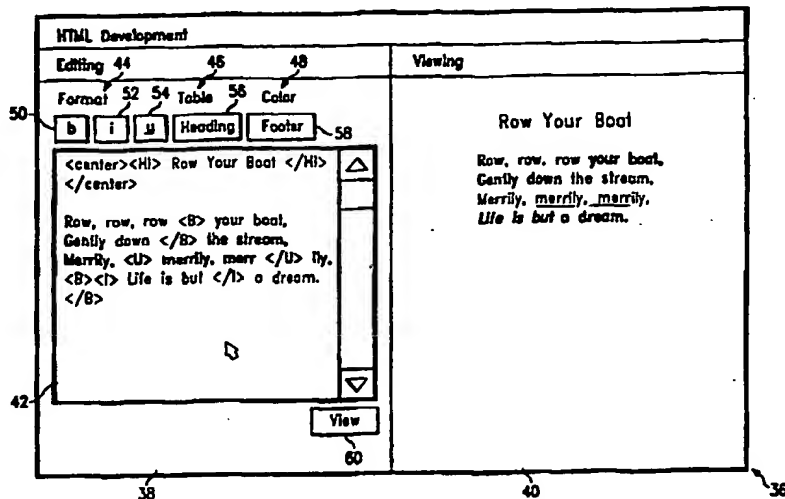 HTML Development
Editing 44 46 48 Viewing
Format 52 54 Table 56 Color
50 b i u Heading Footer 58
Row Your Boat
Row, row, row your boat,
Gently down the stream,
Merrily, merrily, merrily,
Life is but a dream.
<center><H1> Row Your Boat </H1>
</center>
Row, row, row <B> your boat,
Gently down </B> the stream,
Merrily, <U> merrily, merr </U> ily,
<B><I> Life is but </I> a dream.
</B>
42
View
60
38 40 36